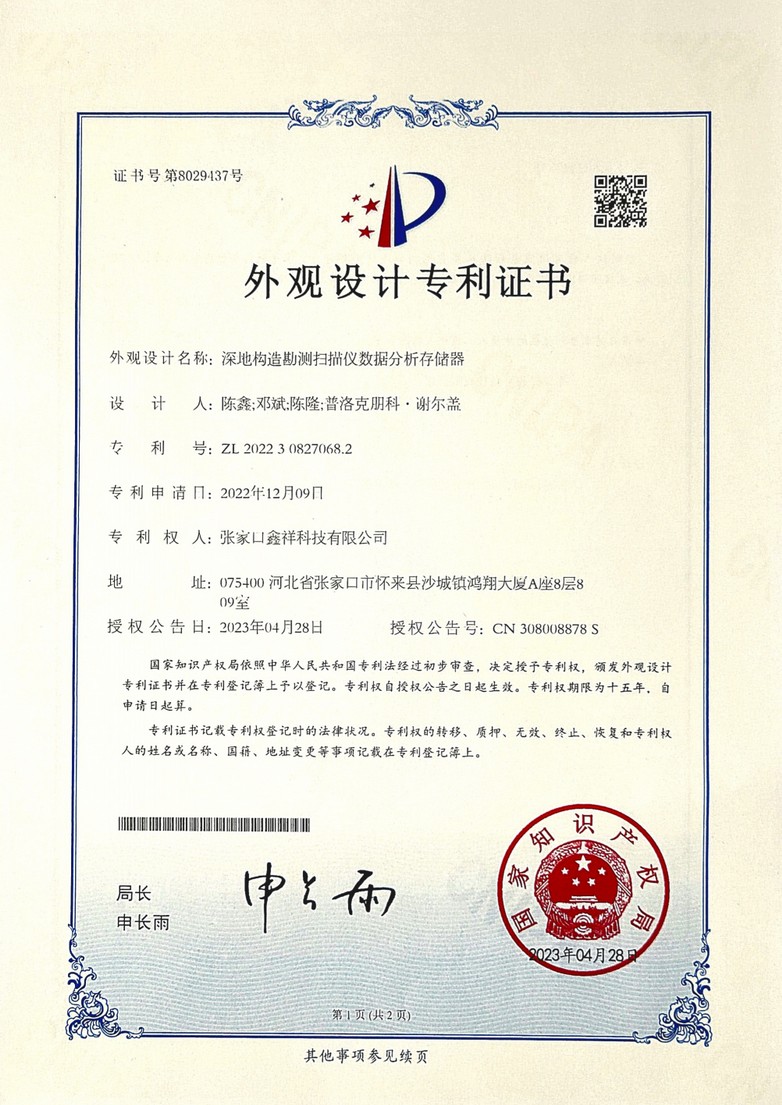 证书号第8029437号
外观设计专利证书
外观设计名称：深地构造勘测扫描仪数据分析存储器
设计人：陈鑫;邓斌;陈隆;普洛克朋科·谢尔盖
专利号：ZL 2022 3 0827068.2
专利申请日：2022年12月09日
专利权人：张家口鑫祥科技有限公司
地址：075400 河北省张家口市怀来县沙城镇鸿翔大厦A座8层8
09室
授权公告日：2023年04月28日 授权公告号：CN 308008878 S
国家知识产权局依照中华人民共和国专利法经过初步审查，决定授予专利权，颁发外观设计
专利证书并在专利登记簿上予以登记。专利权自授权公告之日起生效。专利权期限为十五年，自
申请日起算。
专利证书记载专利权登记时的法律状况。专利权的转移、质押、无效、终止、恢复和专利权
人的姓名或名称、国籍、地址变更等事项记载在专利登记簿上。
局长
申长雨
申长雨
国家知识产权局
2023年04月28日
第1页(共2页)
其他事项参见续页